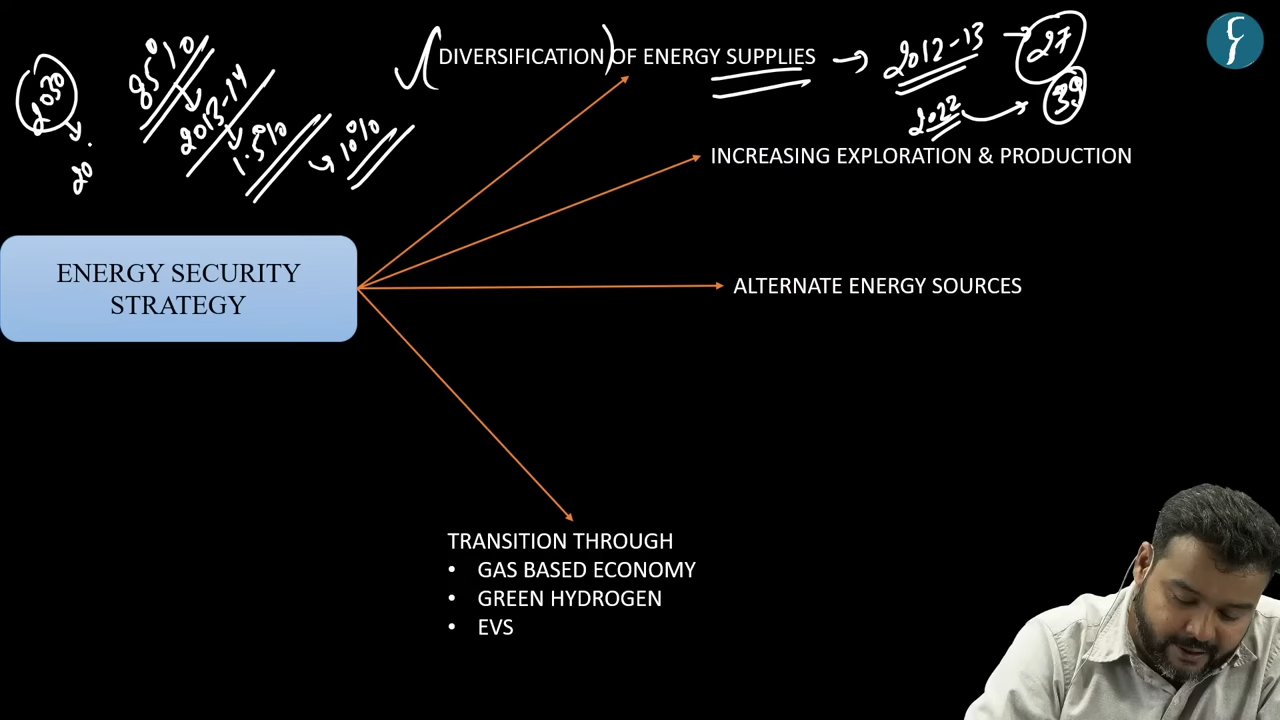 2030
20
85%
2013-14
1.5%
10%
DIVERSIFICATION OF ENERGY SUPPLIES
2012-13
27
2022
39
INCREASING EXPLORATION & PRODUCTION
ENERGY SECURITY
STRATEGY
ALTERNATE ENERGY SOURCES
TRANSITION THROUGH
• GAS BASED ECONOMY
• GREEN HYDROGEN
• EVS